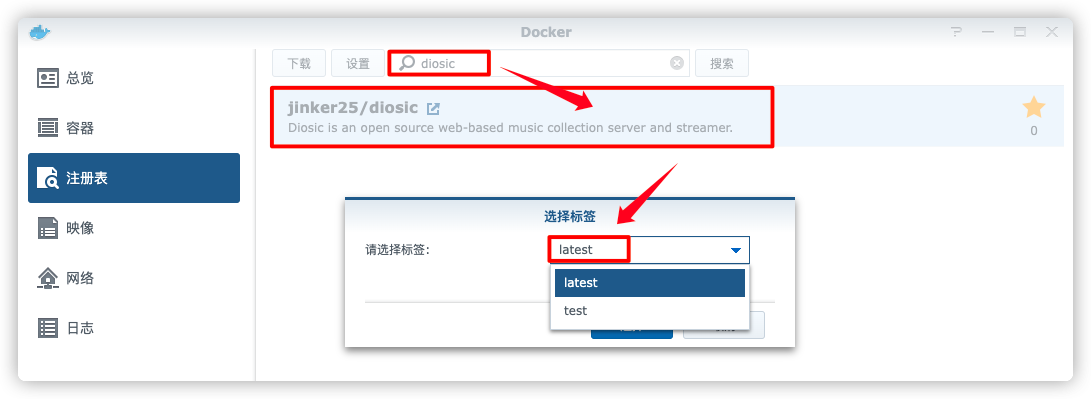 Docker
总览
容器
注册表
映像
网络
日志
下载 设置 diosic 搜索
jinker25/diosic
Diosic is an open source web-based music collection server and streamer.
0
选择标签
请选择标签: latest
latest
test